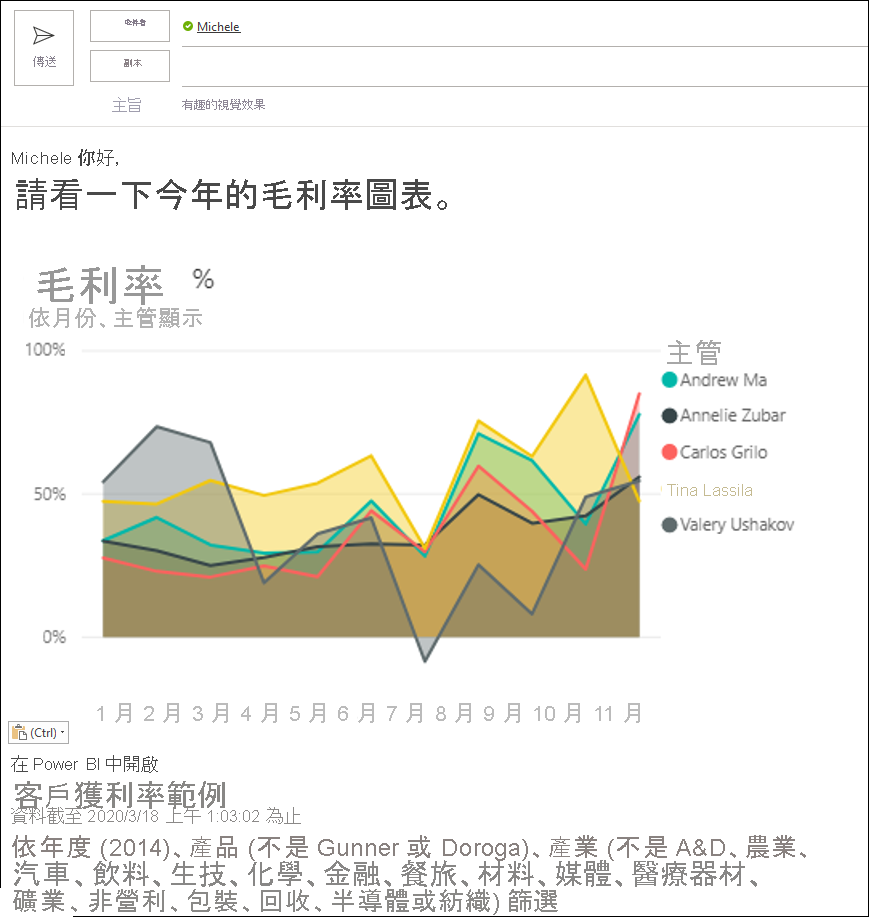 收件者
Michele
傳送
副本
主旨
有趣的視覺效果
Michele 你好,
請看一下今年的毛利率圖表。
毛利率 %
依月份、主管顯示
100%
50%
0%
主管
Andrew Ma
Annelie Zubar
Carlos Grilo
Tina Lassila
Valery Ushakov
1 月 2 月 3 月 4 月 5 月 6 月 7 月 8 月 9 月 10 月 11 月
(Ctrl)
在 Power BI 中開啟
客戶獲利率範例
資料截至 2020/3/18 上午 1:03:02 為止
依年度 (2014)、產品 (不是 Gunner 或 Doroga)、產業 (不是 A&D、農業、
汽車、飲料、生技、化學、金融、餐旅、材料、媒體、醫療器材、
礦業、非營利、包裝、回收、半導體或紡織) 篩選